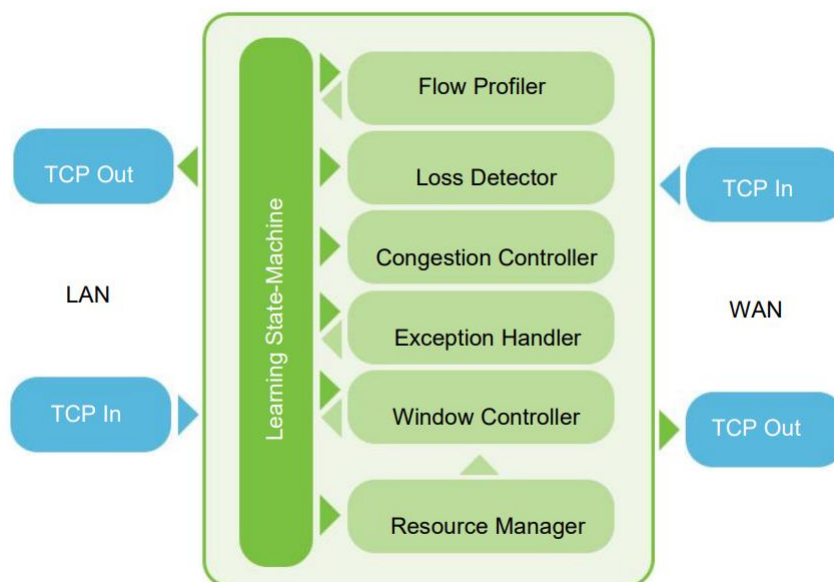 Flow Profiler
TCP Out
Loss Detector
TCP In
Learning State-Machine
Congestion Controller
LAN
WAN
Exception Handler
TCP In
Window Controller
TCP Out
Resource Manager